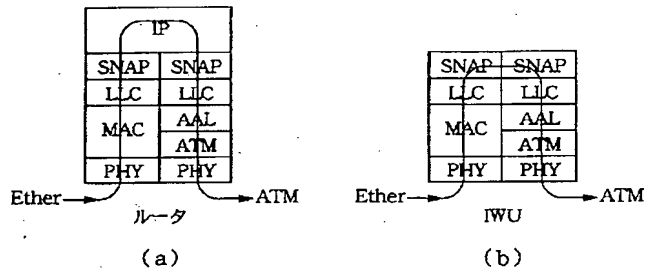 IP
SNAP SNAP
LLC LLC
MAC AAL
ATM
PHY PHY
Ether ATM
ルータ
(a)
SNAP SNAP
LLC LLC
MAC AAL
ATM
PHY PHY
Ether ATM
IWU
(b)